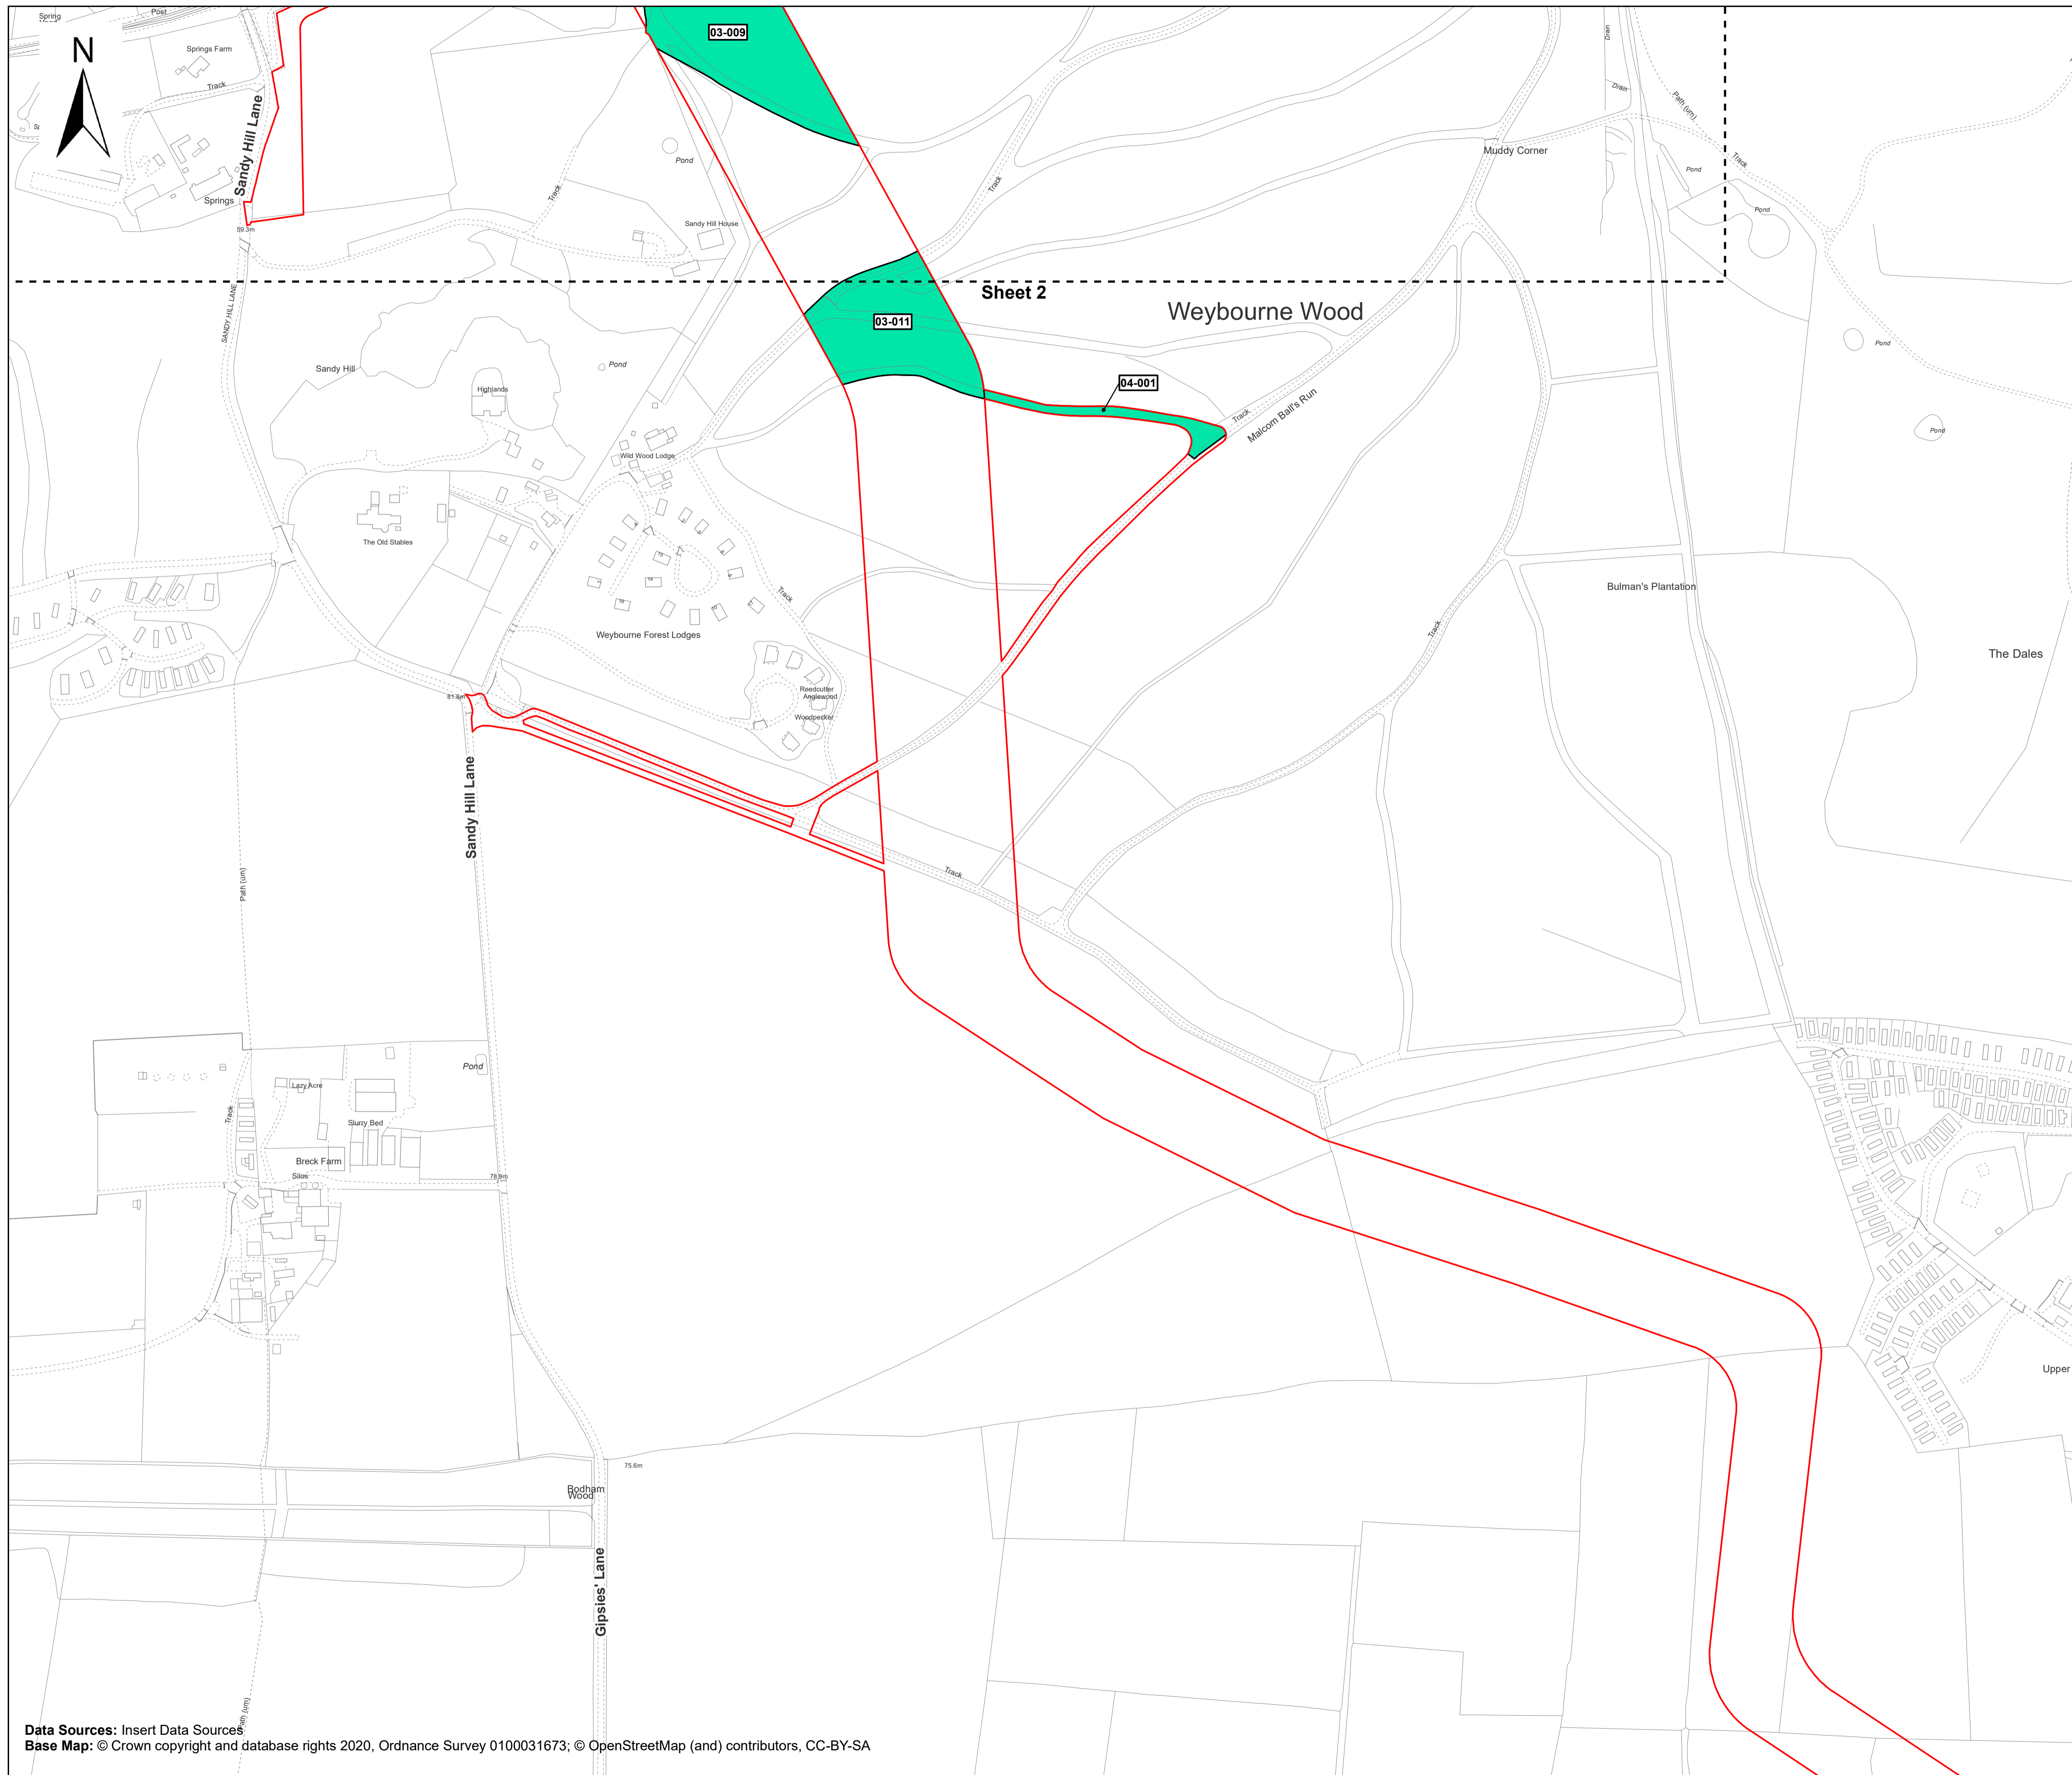 Spring
Post
N
Springs Farm
Track
Sandy Hill Lane
Springs
59.3m
03-009
Pond
Track
Sandy Hill House
Track
Drain
Drain
Path (um)
Muddy Corner
Track
Pond
Pond
Sheet 2
Weybourne Wood
03-011
04-001
SANDY HILL LANE
Sandy Hill
Pond
Highlands
Track
Malcom Ball's Run
Pond
Pond
Wild Wood Lodge
The Old Stables
15
14
16
Track
Weybourne Forest Lodges
Bulman's Plantation
Track
The Dales
Reedcutter
Anglewood
Woodpecker
81.8m
Sandy Hill Lane
Track
Path (um)
Pond
Lazy Acre
Track
Slurry Bed
Breck Farm
Silos
78.9m
Upper
75.6m
Bodham
Wood
Gipsies' Lane
Path (um)
Data Sources: Insert Data Sources
Base Map: © Crown copyright and database rights 2020, Ordnance Survey 0100031673; © OpenStreetMap (and) contributors, CC-BY-SA